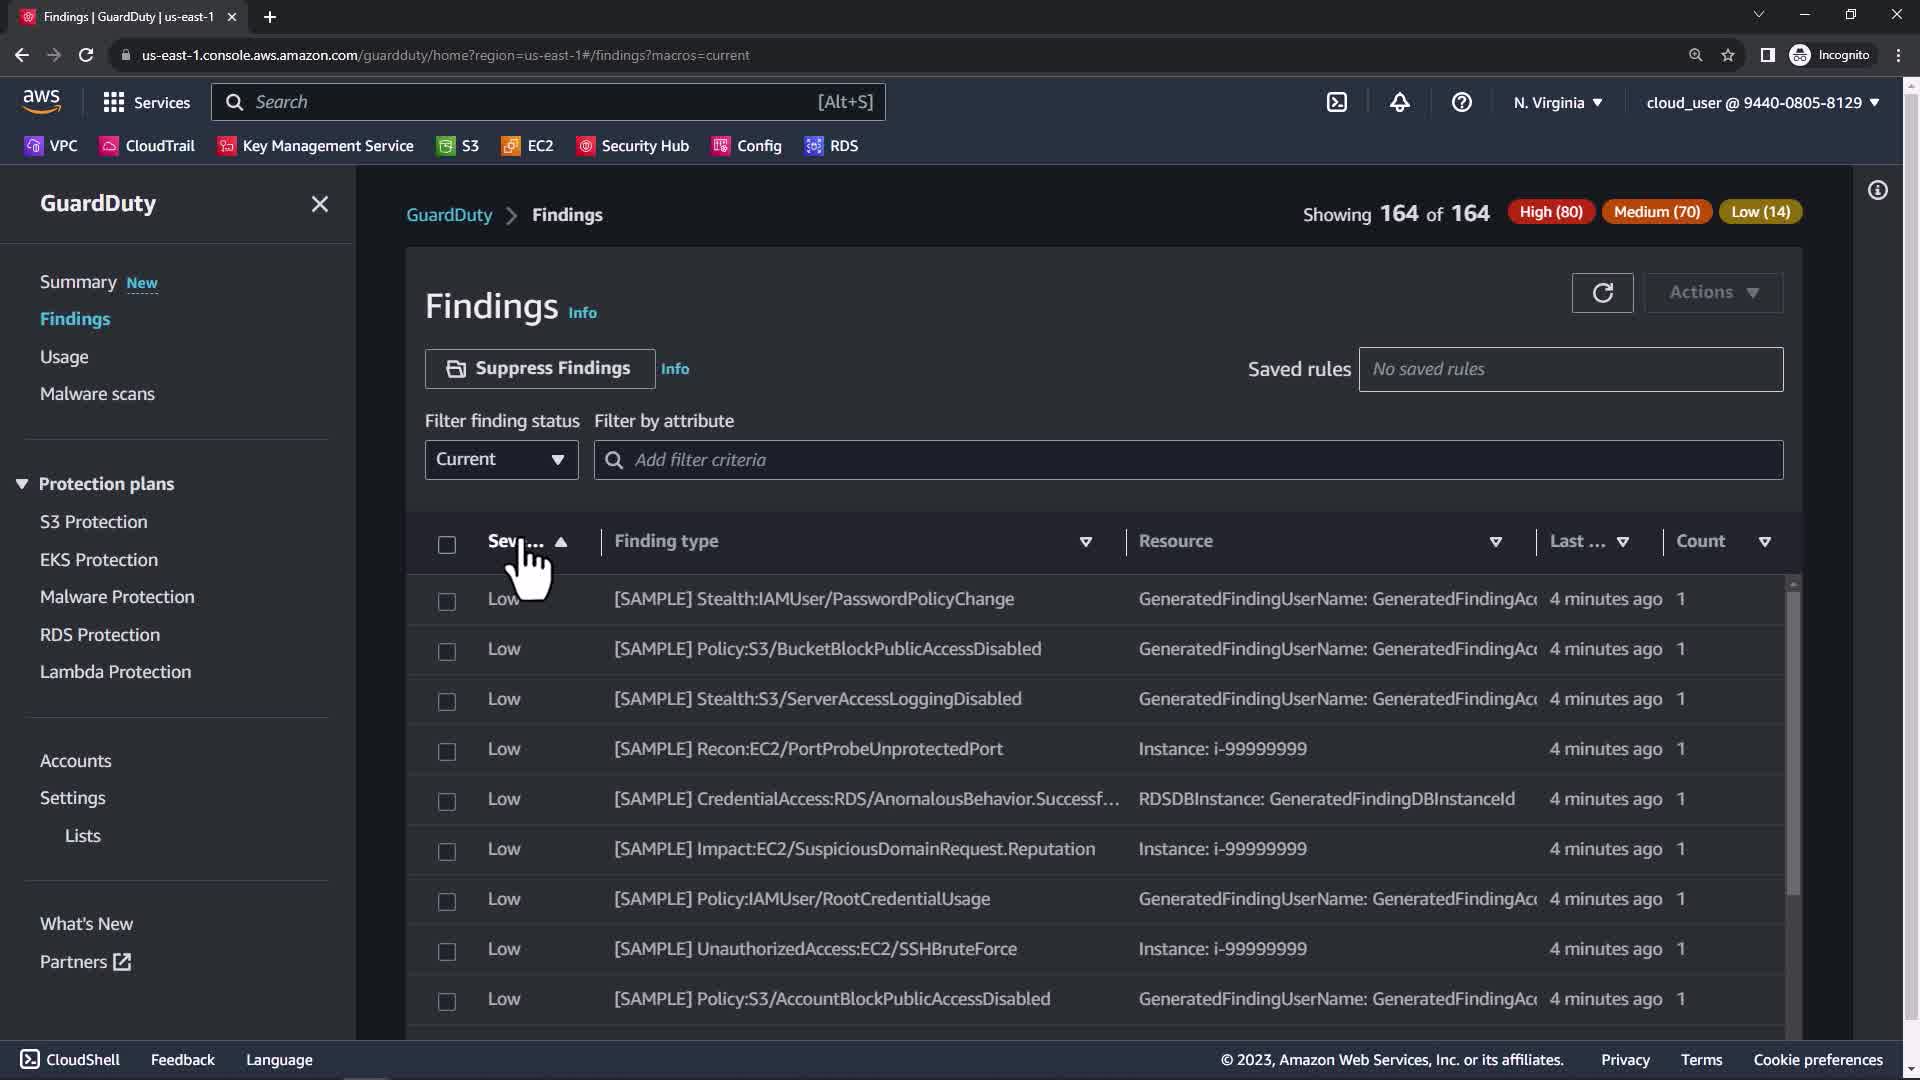 Findings | GuardDuty | us-east-1
us-east-1.console.aws.amazon.com/guardduty/home?region=us-east-1#/findings?macros=current
Incognito
aws
Services
Search
[Alt+S]
N. Virginia
cloud_user @ 9440-0805-8129
VPC
CloudTrail
Key Management Service
S3
EC2
Security Hub
Config
RDS
GuardDuty
Summary New
Findings
Usage
Malware scans
Protection plans
S3 Protection
EKS Protection
Malware Protection
RDS Protection
Lambda Protection
Accounts
Settings
Lists
What's New
Partners
GuardDuty
Findings
Showing 164 of 164
High (80)
Medium (70)
Low (14)
Findings Info
Actions
Suppress Findings
Info
Saved rules
No saved rules
Filter finding status
Filter by attribute
Current
Add filter criteria
Finding type
Resource
Last ...
Count
Low [SAMPLE] Stealth:IAMUser/PasswordPolicyChange GeneratedFindingUserName: 4 minutes ago 1
Low [SAMPLE] Policy:S3/BucketBlockPublicAccessDisabled GeneratedFindingUserName: 4 minutes ago 1
Low [SAMPLE] Stealth:S3/ServerAccessLoggingDisabled GeneratedFindingUserName: 4 minutes ago 1
Low [SAMPLE] Recon:EC2/PortProbeUnprotectedPort Instance: i-99999999 4 minutes ago 1
Low [SAMPLE] CredentialAccess:RDS/AnomalousBehavior.Successf... RDSDBInstance: GeneratedFindingDBInstanceId 4 minutes ago 1
Low [SAMPLE] Impact:EC2/SuspiciousDomainRequest.Reputation Instance: i-99999999 4 minutes ago 1
Low [SAMPLE] Policy:IAMUser/RootCredentialUsage GeneratedFindingUserName: 4 minutes ago 1
Low [SAMPLE] UnauthorizedAccess:EC2/SSHBruteForce Instance: i-99999999 4 minutes ago 1
Low [SAMPLE] Policy:S3/AccountBlockPublicAccessDisabled GeneratedFindingUserName: 4 minutes ago 1
CloudShell
Feedback
Language
© 2023, Amazon Web Services, Inc. or its affiliates.
Privacy
Terms
Cookie preferences